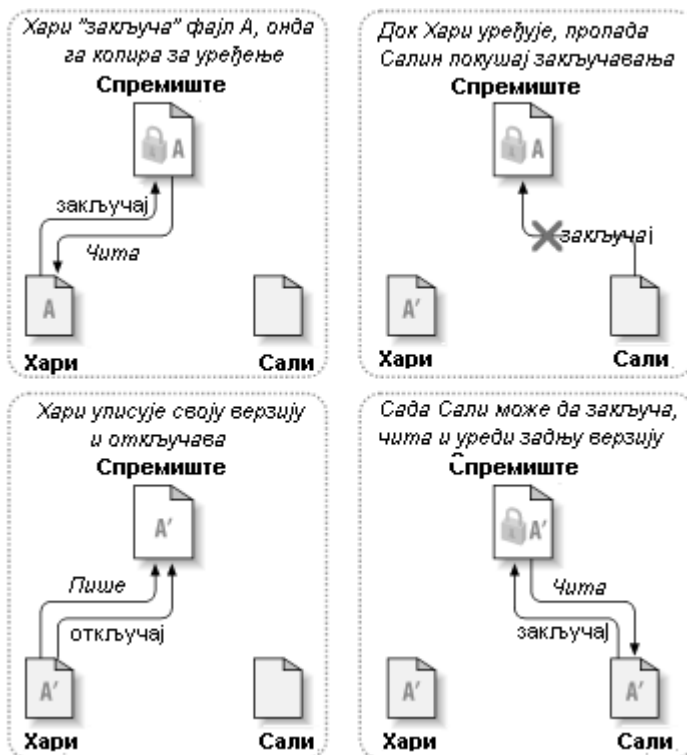 Хари "закључа" фајл А, онда
га копира за уређење
Спремиште
A
закључај
Чита
A
Хари
Сали
Док Хари уређује, пропада
Салин покушај закључавања
Спремиште
A
закључај
A′
Хари
Сали
Хари уписује своју верзију
и откључава
Спремиште
A′
Пише
откључај
A′
Хари
Сали
Сада Сали може да закључа,
чита и уреди задњу верзију
Спремиште
A′
Чита
закључај
A′
A′
Хари
Сали